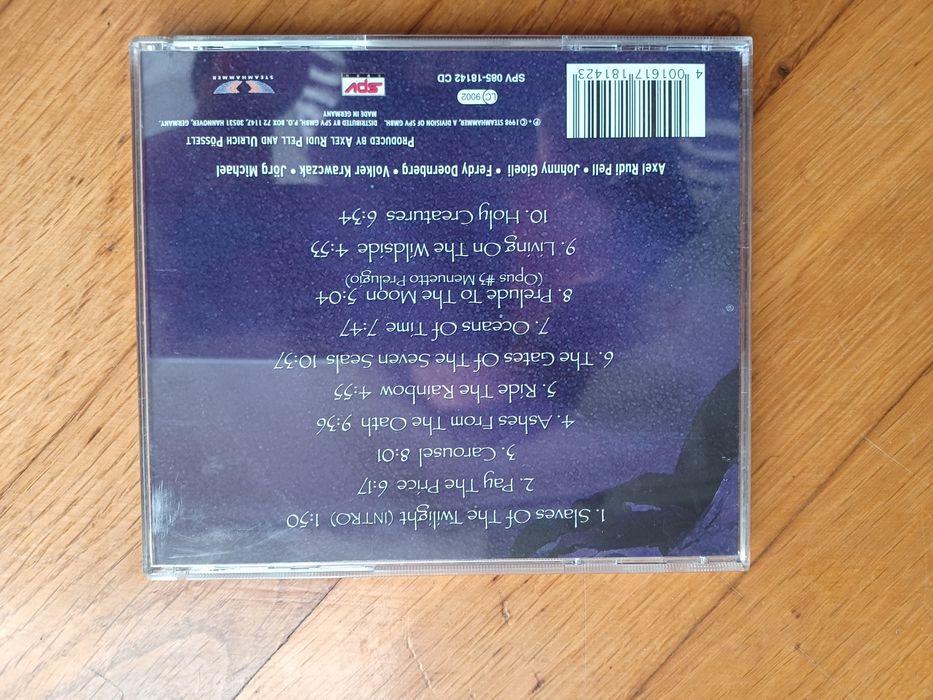 1. Slaves Of The Twilight (INTRO) 1:50
2. Pay The Price 6:17
3. Carousel 8:01
4. Ashes From The Oath 9:36
5. Ride The Rainbow 4:55
6. The Gates Of The Seven Seals 10:37
7. Oceans Of Time 7:47
8. Prelude To The Moon 5:04
(Opus #3 Menuetto Prelugio)
9. Living On The Wildside 4:53
10. Holy Creatures 6:34
Axel Rudi Pell • Johnny Gioeli • Ferdy Doernberg • Volker Krawczak • Jörg Michael
PRODUCED BY AXEL RUDI PELL AND ULRICH PÖSSELT
℗ + © 1998 STEAMHAMMER, A DIVISION OF SPV GMBH. DISTRIBUTED BY SPV GMBH, P.O. BOX 72 1147, 30531 HANNOVER, GERMANY.
MADE IN GERMANY
4 001617 181423
LC 9002
SPV 085-18142 CD
SPV
STEAMHAMMER